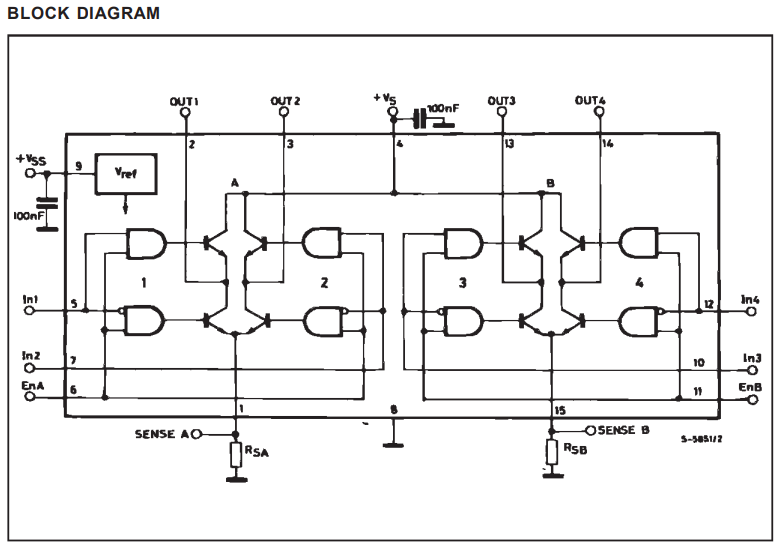 BLOCK DIAGRAM
OUT1 OUT2 +VS 100nF OUT3 OUT4
2 3 4 13 14
+VSS 9 Vref A B
100nF
1 2 3 4
In1 5 12 In4
In2 7 10 In3
EnA 6 11 EnB
1 8 15
SENSE A RSA SENSE B RSB S-5851/2